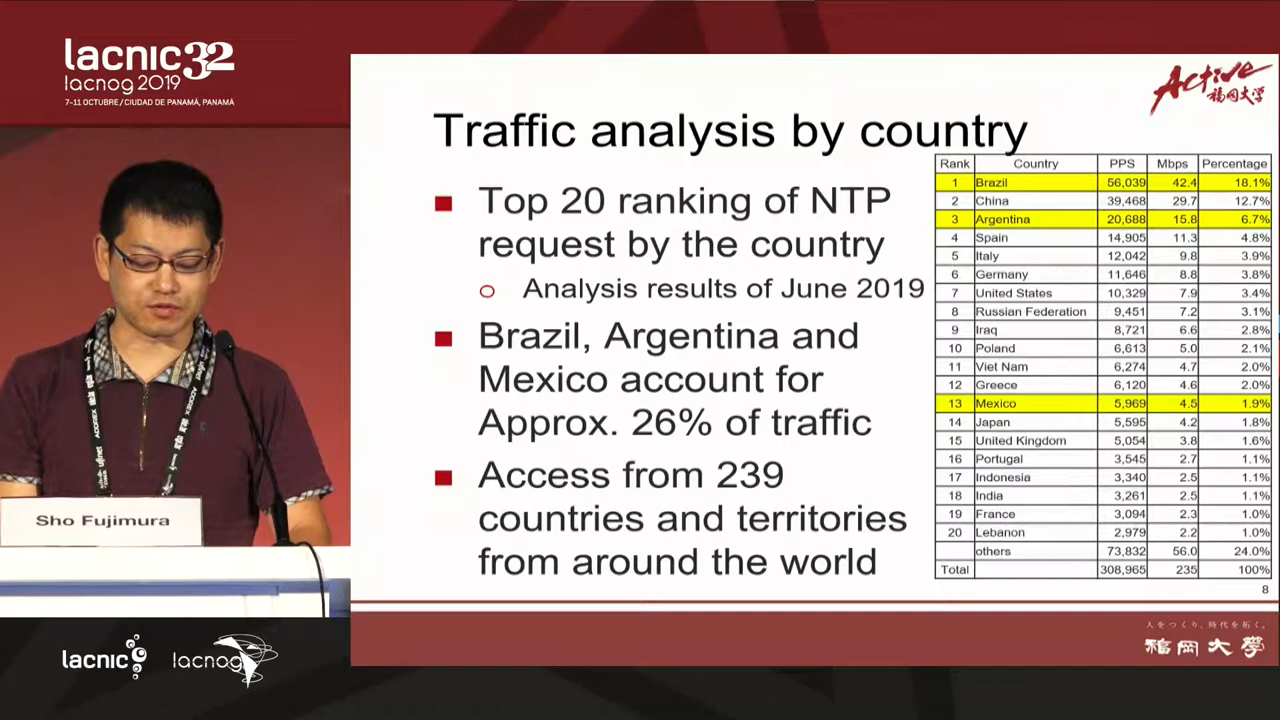 lacnic32
lacnog 2019
7-11 OCTUBRE / CIUDAD DE PANAMÁ, PANAMÁ
Active
福岡大学
Traffic analysis by country
Top 20 ranking of NTP
request by the country
Analysis results of June 2019
Brazil, Argentina and
Mexico account for
Approx. 26% of traffic
Access from 239
countries and territories
from around the world
Rank Country PPS Mbps Percentage
1 Brazil 56,039 42.4 18.1%
2 China 39,468 29.7 12.7%
3 Argentina 20,688 15.8 6.7%
4 Spain 14,905 11.3 4.8%
5 Italy 12,042 9.8 3.9%
6 Germany 11,646 8.8 3.8%
7 United States 10,329 7.9 3.4%
8 Russian Federation 9,451 7.2 3.1%
9 Iraq 8,721 6.6 2.8%
10 Poland 6,613 5.0 2.1%
11 Viet Nam 6,274 4.7 2.0%
12 Greece 6,120 4.6 2.0%
13 Mexico 5,969 4.5 1.9%
14 Japan 5,595 4.2 1.8%
15 United Kingdom 5,054 3.8 1.6%
16 Portugal 3,545 2.7 1.1%
17 Indonesia 3,340 2.5 1.1%
18 India 3,261 2.5 1.1%
19 France 3,094 2.3 1.0%
20 Lebanon 2,979 2.2 1.0%
others 73,832 56.0 24.0%
Total 308,965 235 100%
8
Sho Fujimura
人をつくり、時代を拓く。
福岡大學
lacnic
lacnog